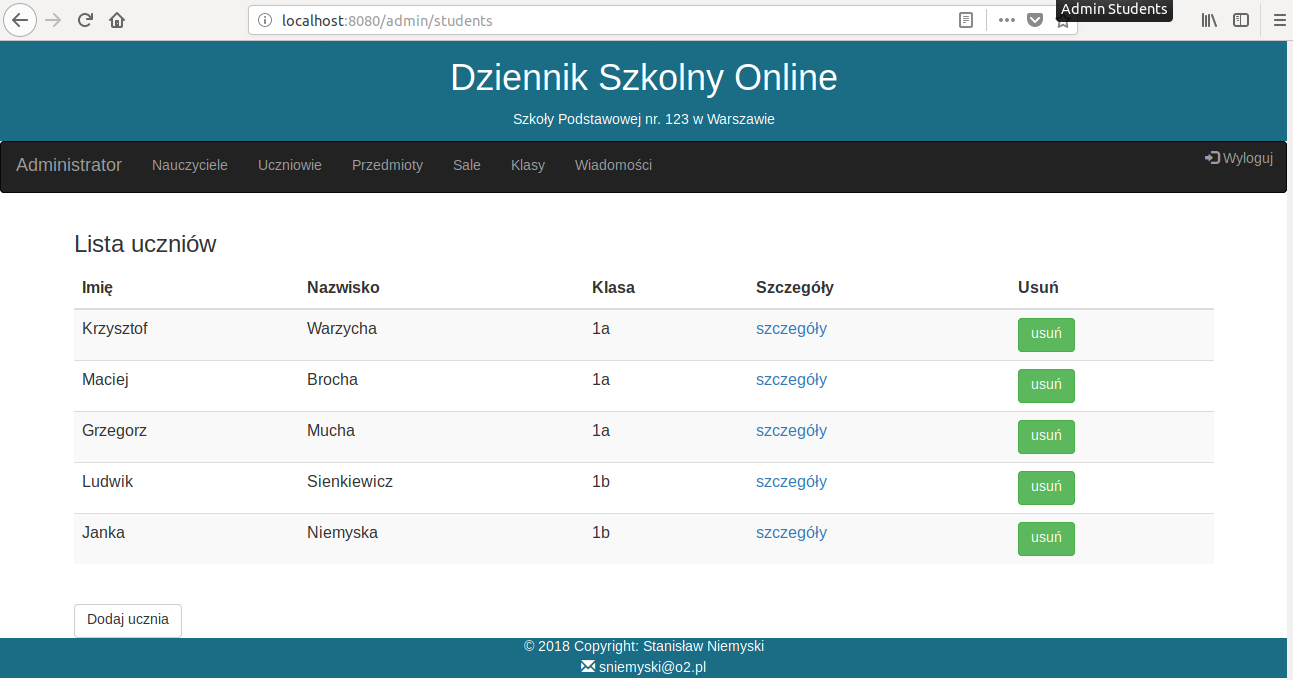 Admin Students
localhost:8080/admin/students
Dziennik Szkolny Online
Szkoły Podstawowej nr. 123 w Warszawie
Administrator Nauczyciele Uczniowie Przedmioty Sale Klasy Wiadomości Wyloguj
Lista uczniów
Imię Nazwisko Klasa Szczegóły Usuń
Krzysztof Warzycha 1a szczegóły usuń
Maciej Brocha 1a szczegóły usuń
Grzegorz Mucha 1a szczegóły usuń
Ludwik Sienkiewicz 1b szczegóły usuń
Janka Niemyska 1b szczegóły usuń
Dodaj ucznia
© 2018 Copyright: Stanisław Niemyski
sniemyski@o2.pl